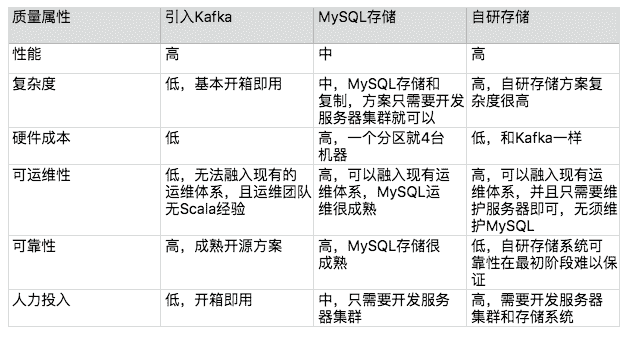 质量属性 引入Kafka MySQL存储 自研存储
性能 高 中 高
复杂度 低，基本开箱即用 中，MySQL存储和 高，自研存储方案复
复制，方案只需要开发 杂度很高
服务器集群就可以
硬件成本 低 高，一个分区就4台 低，和Kafka一样
机器
可运维性 低，无法融入现有的 高，可以融入现有运 高，可以融入现有运
运维体系，且运维团队 维体系，MySQL运 维体系，并且只需要维
无Scala经验 维很成熟 护服务器即可，无须维
护MySQL
可靠性 高，成熟开源方案 高，MySQL存储很 低，自研存储系统可
成熟 靠性在最初阶段难以保
证
人力投入 低，开箱即用 中，只需要开发服务 高，需要开发服务器
器集群 集群和存储系统